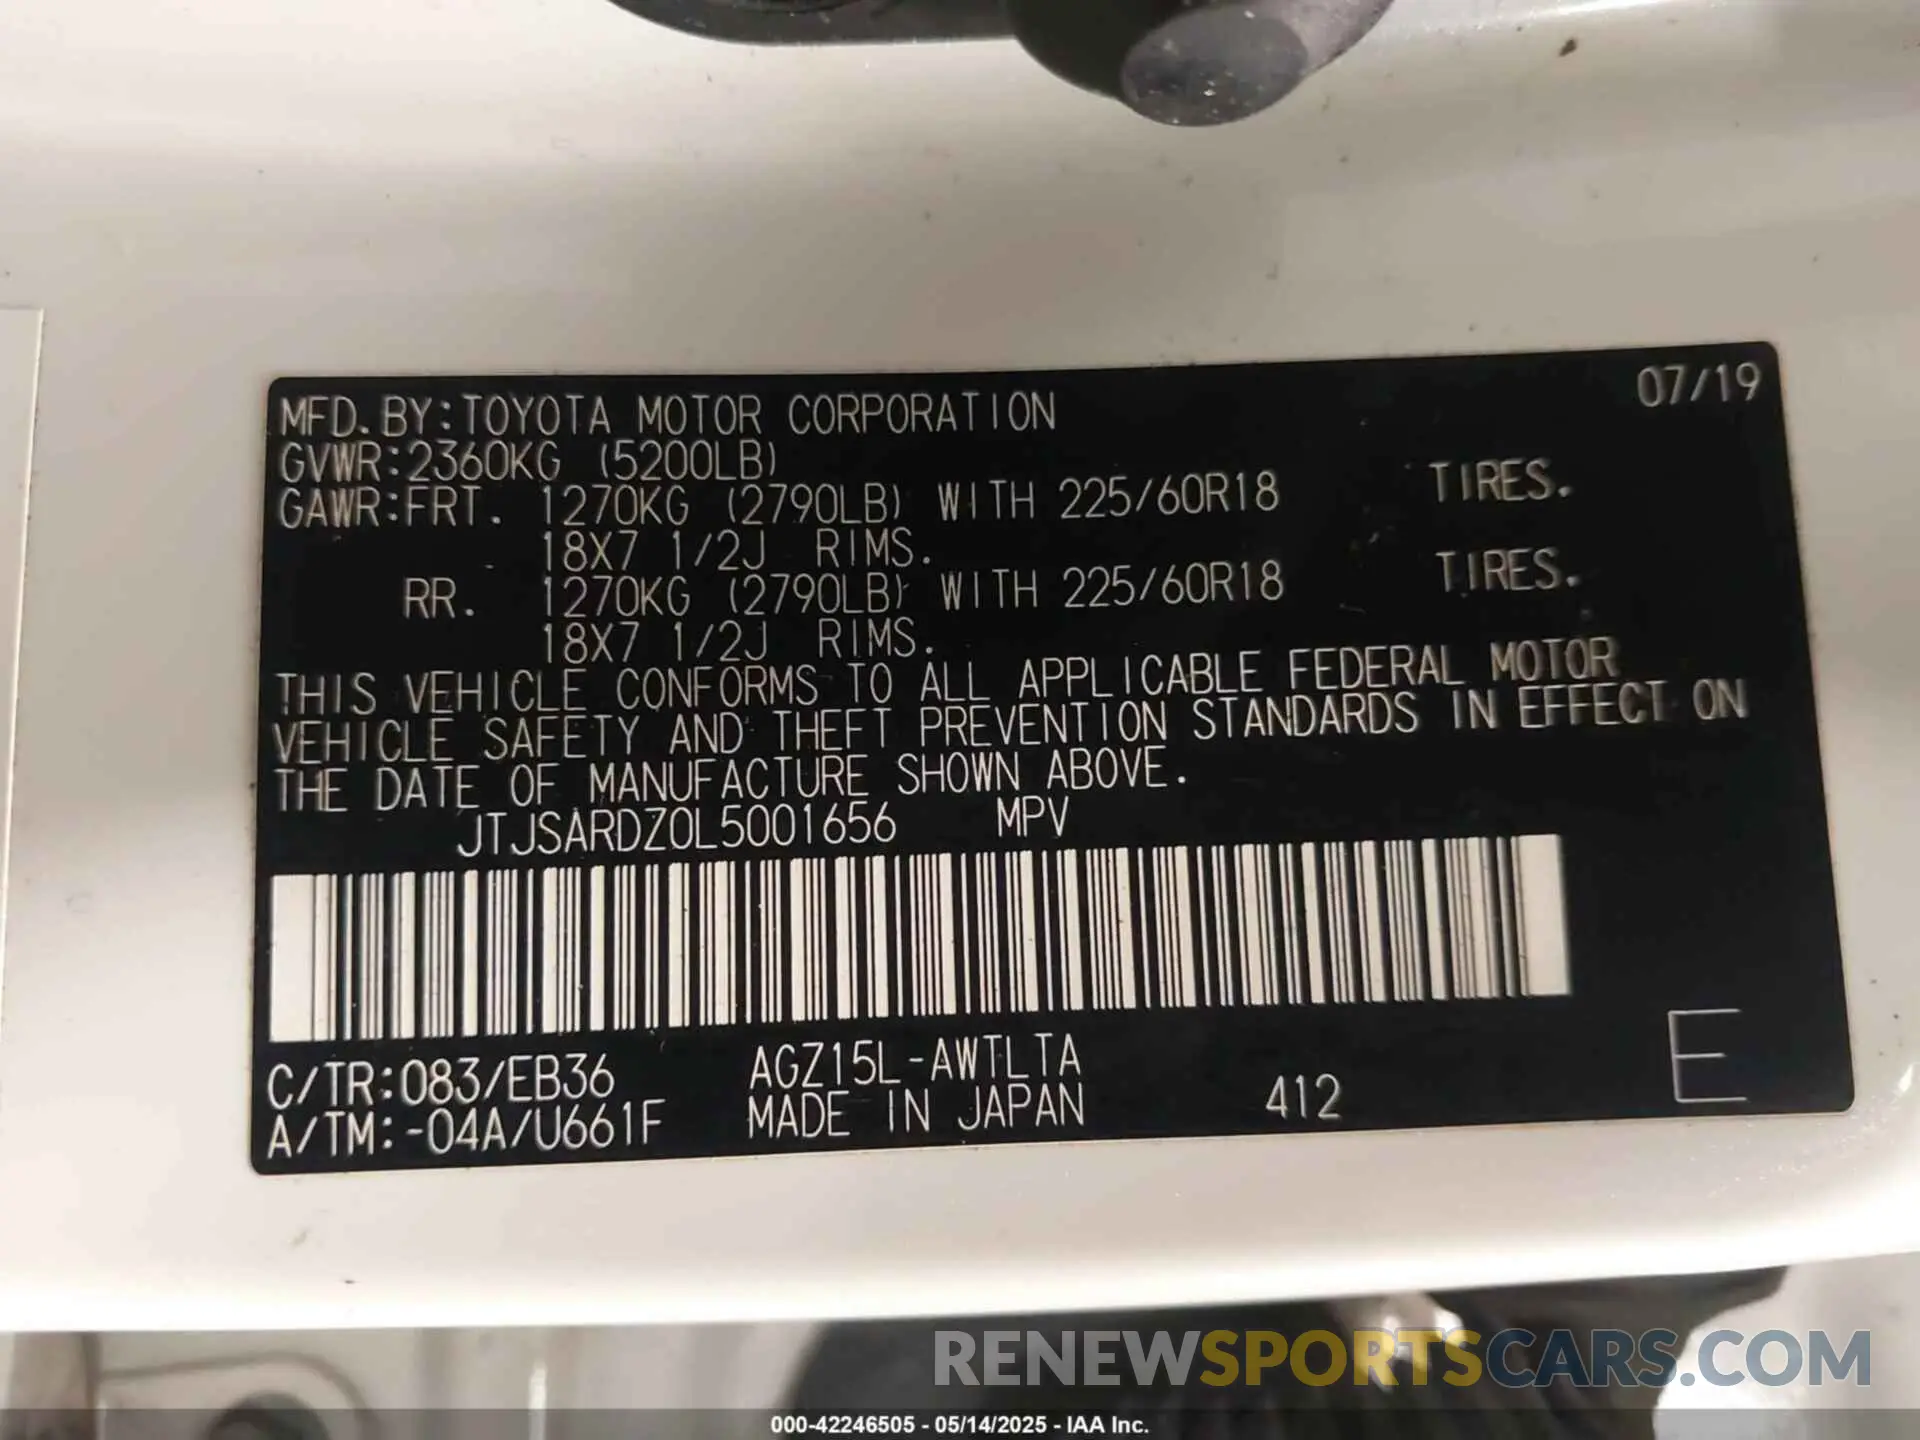 MFD.BY:TOYOTA MOTOR CORPORATION 07/19
GVWR:2360KG (5200LB)
GAWR:FRT. 1270KG (2790LB) WITH 225/60R18 TIRES.
18X7 1/2J RIMS.
RR. 1270KG (2790LB) WITH 225/60R18 TIRES.
18X7 1/2J RIMS.
THIS VEHICLE CONFORMS TO ALL APPLICABLE FEDERAL MOTOR
VEHICLE SAFETY AND THEFT PREVENTION STANDARDS IN EFFECT ON
THE DATE OF MANUFACTURE SHOWN ABOVE.
JTJSARDZ0L5001656 MPV
C/TR:083/EB36 AGZ15L-AWTLTA
A/TM:-04A/U661F MADE IN JAPAN 412 E
RENEWSPORTSCARS.COM
000-42246505 - 05/14/2025 - IAA Inc.